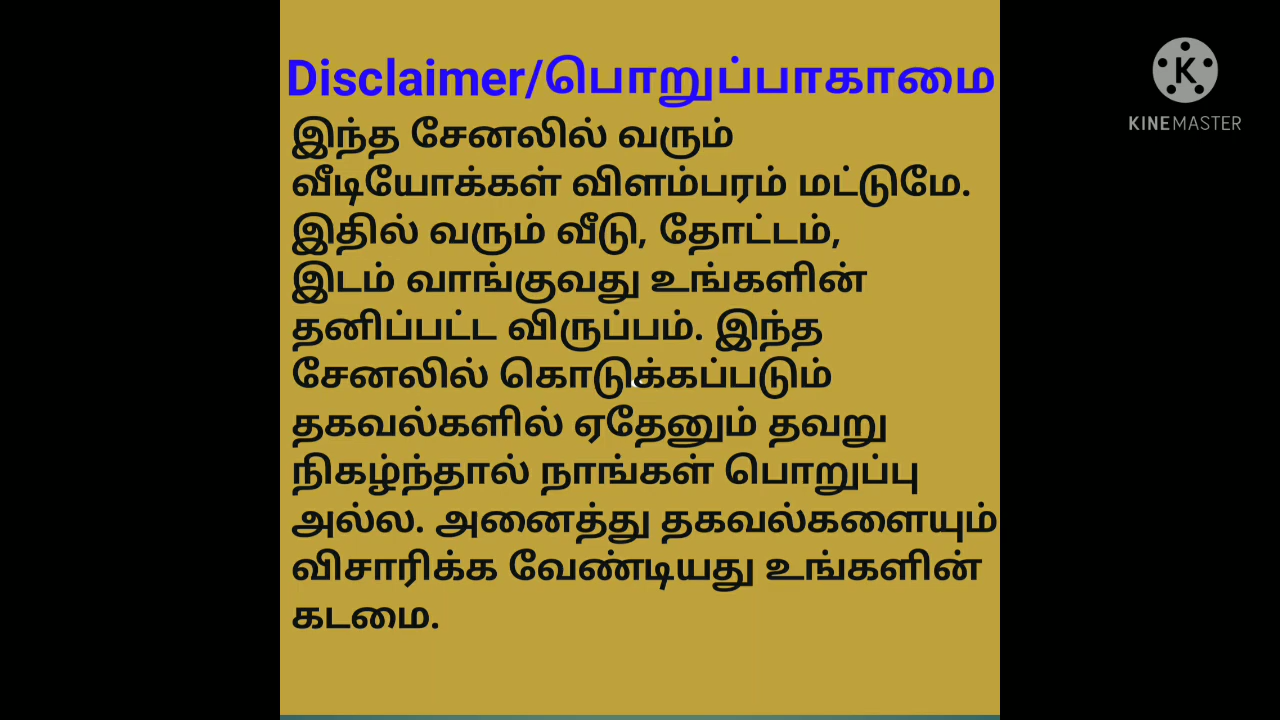 Disclaimer/பொறுப்பாகாமை
இந்த சேனலில் வரும்
வீடியோக்கள் விளம்பரம் மட்டுமே.
இதில் வரும் வீடு, தோட்டம்,
இடம் வாங்குவது உங்களின்
தனிப்பட்ட விருப்பம். இந்த
சேனலில் கொடுக்கப்படும்
தகவல்களில் ஏதேனும் தவறு
நிகழ்ந்தால் நாங்கள் பொறுப்பு
அல்ல. அனைத்து தகவல்களையும்
விசாரிக்க வேண்டியது உங்களின்
கடமை.
K
KINEMASTER